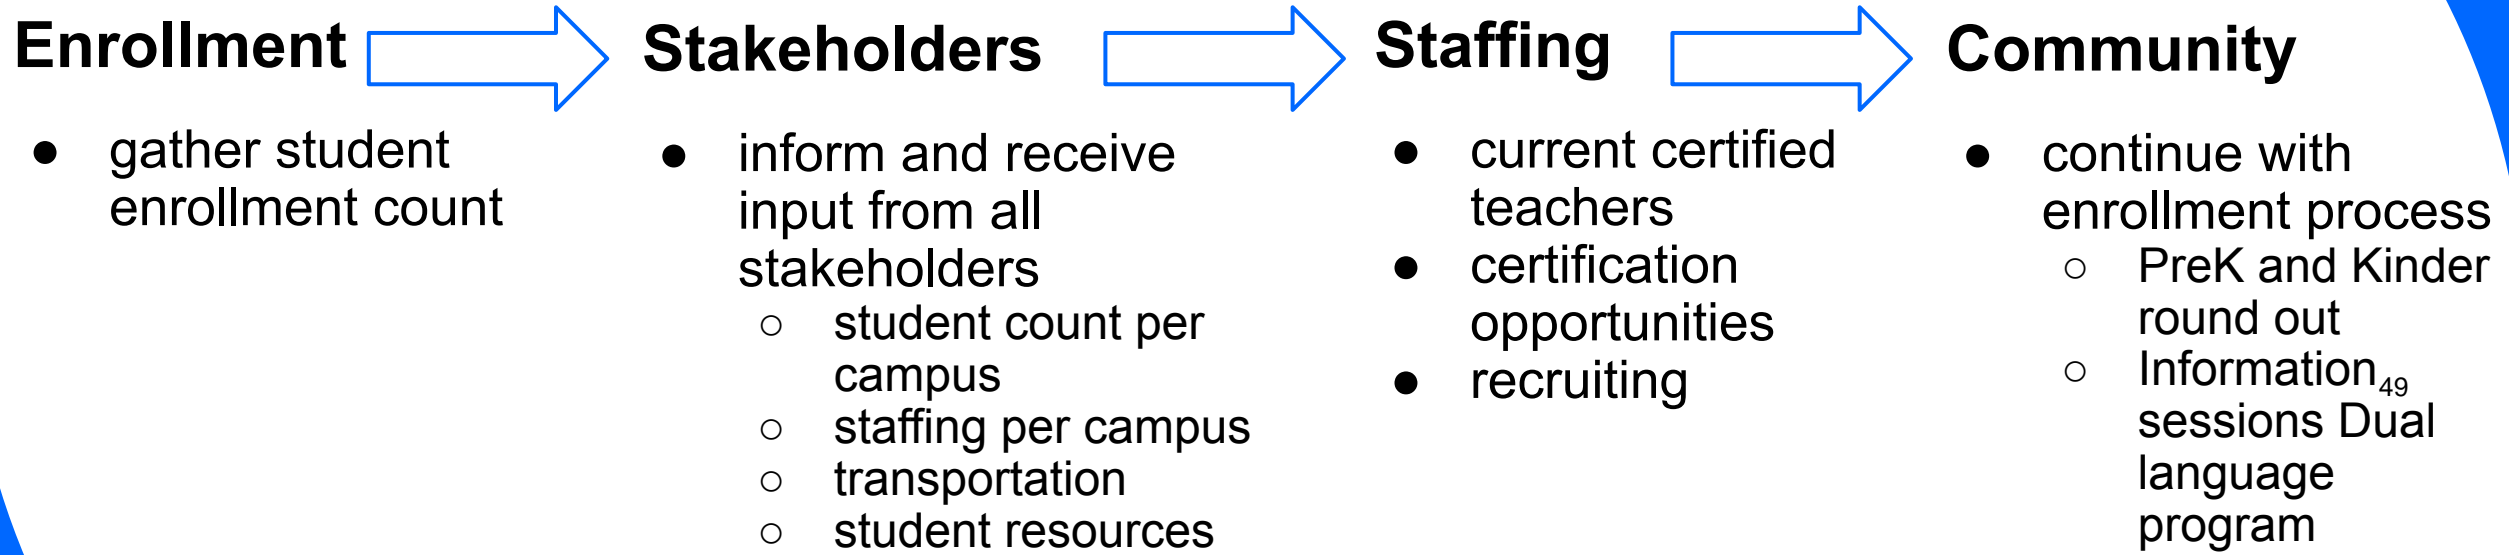 Enrollment
● gather student
enrollment count
Stakeholders
● inform and receive
input from all
stakeholders
○ student count per
campus
○ staffing per campus
○ transportation
○ student resources
Staffing
● current certified
teachers
● certification
opportunities
● recruiting
Community
● continue with
enrollment process
○ PreK and Kinder
round out
○ Information
49
sessions Dual
language
program